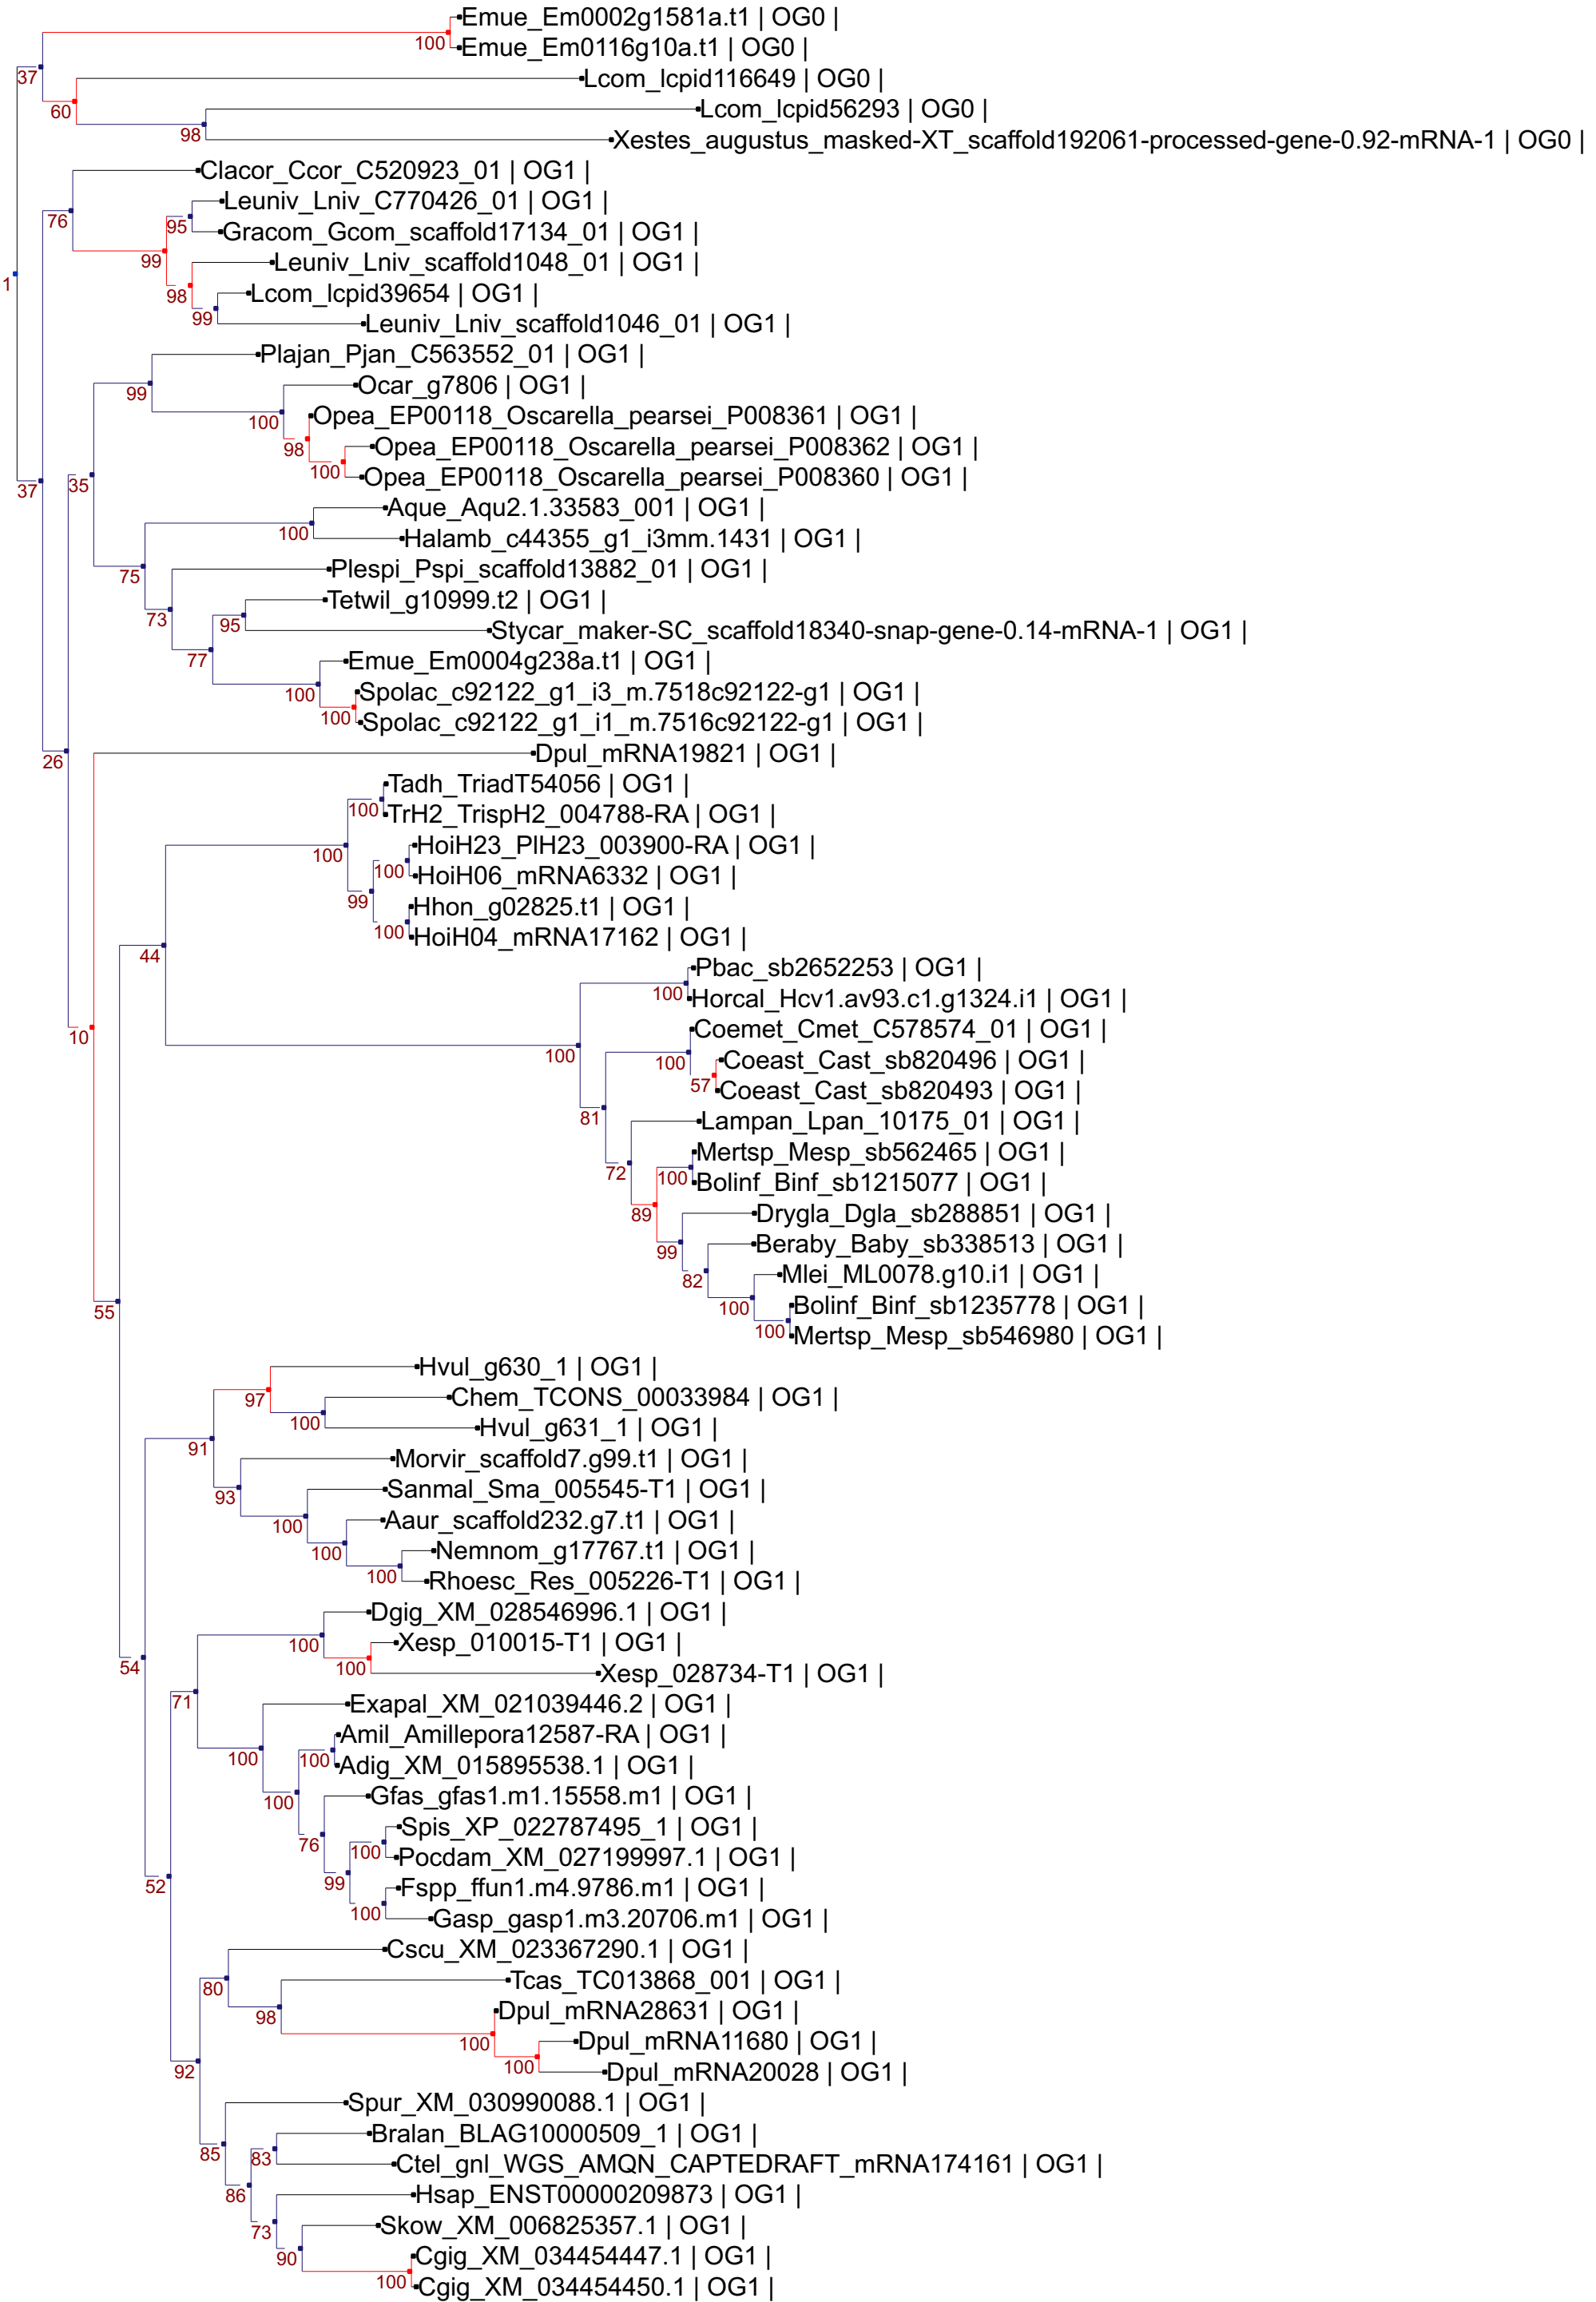 Emue_Em0002g1581a.t1 | OG0 |
100
Emue_Em0116g10a.t1 | OG0 |
37
Lcom_lcpid116649 | OG0 |
60
Lcom_lcpid56293 | OG0 |
98
Xestes_augustus_masked-XT_scaffold192061-processed-gene-0.92-mRNA-1 | OG0 |
Clacor_Ccor_C520923_01 | OG1 |
76
Leuniv_Lniv_C770426_01 | OG1 |
95
Gracom_Gcom_scaffold17134_01 | OG1 |
99
Leuniv_Lniv_scaffold1048_01 | OG1 |
1
98
Lcom_lcpid39654 | OG1 |
99
Leuniv_Lniv_scaffold1046_01 | OG1 |
Plajan_Pjan_C563552_01 | OG1 |
99
Ocar_g7806 | OG1 |
100
Opea_EP00118_Oscarella_pearsei_P008361 | OG1 |
98
Opea_EP00118_Oscarella_pearsei_P008362 | OG1 |
100
Opea_EP00118_Oscarella_pearsei_P008360 | OG1 |
37
35
Aque_Aqu2.1.33583_001 | OG1 |
100
Halamb_c44355_g1_i3mm.1431 | OG1 |
75
Plespi_Pspi_scaffold13882_01 | OG1 |
73
Tetwil_g10999.t2 | OG1 |
95
Stycar_maker-SC_scaffold18340-snap-gene-0.14-mRNA-1 | OG1 |
77
Emue_Em0004g238a.t1 | OG1 |
100
Spolac_c92122_g1_i3_m.7518c92122-g1 | OG1 |
100
Spolac_c92122_g1_i1_m.7516c92122-g1 | OG1 |
26
Dpul_mRNA19821 | OG1 |
Tadh_TriadT54056 | OG1 |
100
TrH2_TrispH2_004788-RA | OG1 |
100
HoiH23_PlH23_003900-RA | OG1 |
100
HoiH06_mRNA6332 | OG1 |
99
Hhon_g02825.t1 | OG1 |
100
HoiH04_mRNA17162 | OG1 |
44
Pbac_sb2652253 | OG1 |
100
Horcal_Hcv1.av93.c1.g1324.i1 | OG1 |
10
Coemet_Cmet_C578574_01 | OG1 |
100
100
Coeast_Cast_sb820496 | OG1 |
57
Coeast_Cast_sb820493 | OG1 |
81
Lampan_Lpan_10175_01 | OG1 |
72
Mertsp_Mesp_sb562465 | OG1 |
100
Bolinf_Binf_sb1215077 | OG1 |
89
Drygla_Dgla_sb288851 | OG1 |
99
Beraby_Baby_sb338513 | OG1 |
82
Mlei_ML0078.g10.i1 | OG1 |
100
55
Bolinf_Binf_sb1235778 | OG1 |
100
Mertsp_Mesp_sb546980 | OG1 |
Hvul_g630_1 | OG1 |
97
Chem_TCONS_00033984 | OG1 |
100
Hvul_g631_1 | OG1 |
91
Morvir_scaffold7.g99.t1 | OG1 |
93
Sanmal_Sma_005545-T1 | OG1 |
100
Aaur_scaffold232.g7.t1 | OG1 |
100
Nemnom_g17767.t1 | OG1 |
100
Rhoesc_Res_005226-T1 | OG1 |
Dgig_XM_028546996.1 | OG1 |
100
Xesp_010015-T1 | OG1 |
54
100
Xesp_028734-T1 | OG1 |
71
Exapal_XM_021039446.2 | OG1 |
100
Amil_Amillepora12587-RA | OG1 |
100
Adig_XM_015895538.1 | OG1 |
100
Gfas_gfas1.m1.15558.m1 | OG1 |
76
Spis_XP_022787495_1 | OG1 |
100
Pocdam_XM_027199997.1 | OG1 |
99
52
Fspp_ffun1.m4.9786.m1 | OG1 |
100
Gasp_gasp1.m3.20706.m1 | OG1 |
Cscu_XM_023367290.1 | OG1 |
80
Tcas_TC013868_001 | OG1 |
98
Dpul_mRNA28631 | OG1 |
100
Dpul_mRNA11680 | OG1 |
92
100
Dpul_mRNA20028 | OG1 |
Spur_XM_030990088.1 | OG1 |
85
Bralan_BLAG10000509_1 | OG1 |
83
Ctel_gnl_WGS_AMQN_CAPTEDRAFT_mRNA174161 | OG1 |
86
Hsap_ENST00000209873 | OG1 |
73
Skow_XM_006825357.1 | OG1 |
90
Cgig_XM_034454447.1 | OG1 |
100
Cgig_XM_034454450.1 | OG1 |